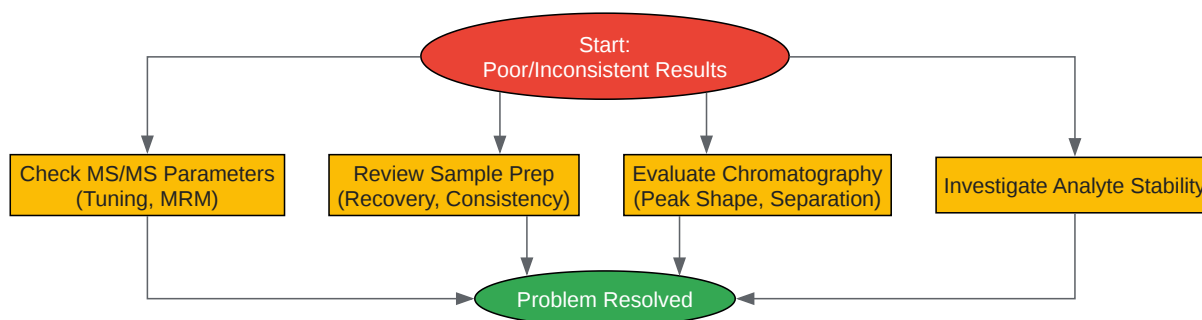 Start:
Poor/Inconsistent Results
Check MS/MS Parameters
(Tuning, MRM)
Review Sample Prep
(Recovery, Consistency)
Evaluate Chromatography
(Peak Shape, Separation)
Investigate Analyte Stability
Problem Resolved